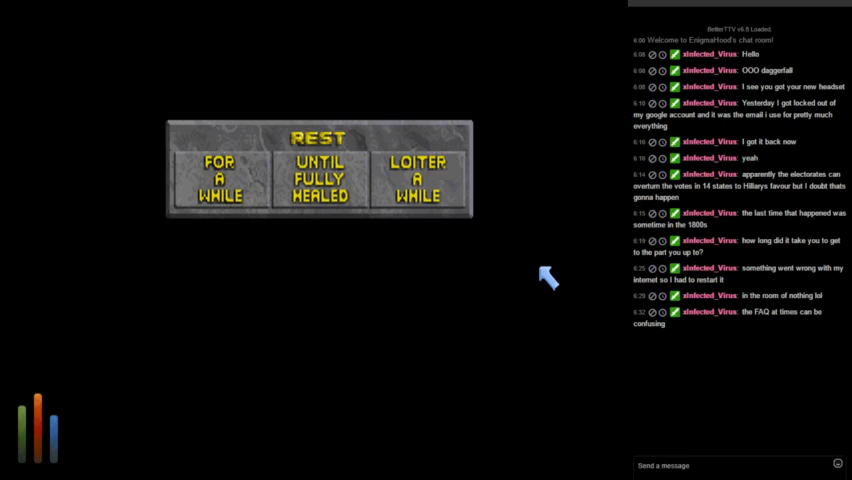 REST
FOR
A
WHILE
UNTIL
FULLY
HEALED
LOITER
A
WHILE
BetterTTV v6.8 Loaded.
6:00 Welcome to EnigmaHood's chat room!
6:08 xInfected_Virus: Hello
6:08 xInfected_Virus: OOO daggerfall
6:08 xInfected_Virus: I see you got your new headset
6:10 xInfected_Virus: Yesterday I got locked out of
my google account and it was the email i use for pretty much
everything
xInfected_Virus: I got it back now
xInfected_Virus: yeah
6:14 xInfected_Virus: apparently the electorates can
overturn the votes in 14 states to Hillarys favour but I doubt thats
gonna happen
6:15 xInfected_Virus: the last time that happened was
sometime in the 1800s
6:19 xInfected_Virus: how long did it take you to get
to the part you up to?
6:25 xInfected_Virus: something went wrong with my
internet so I had to restart it
6:29 xInfected_Virus: in the room of nothing lol
6:32 xInfected_Virus: the FAQ at times can be
confusing
Send a message